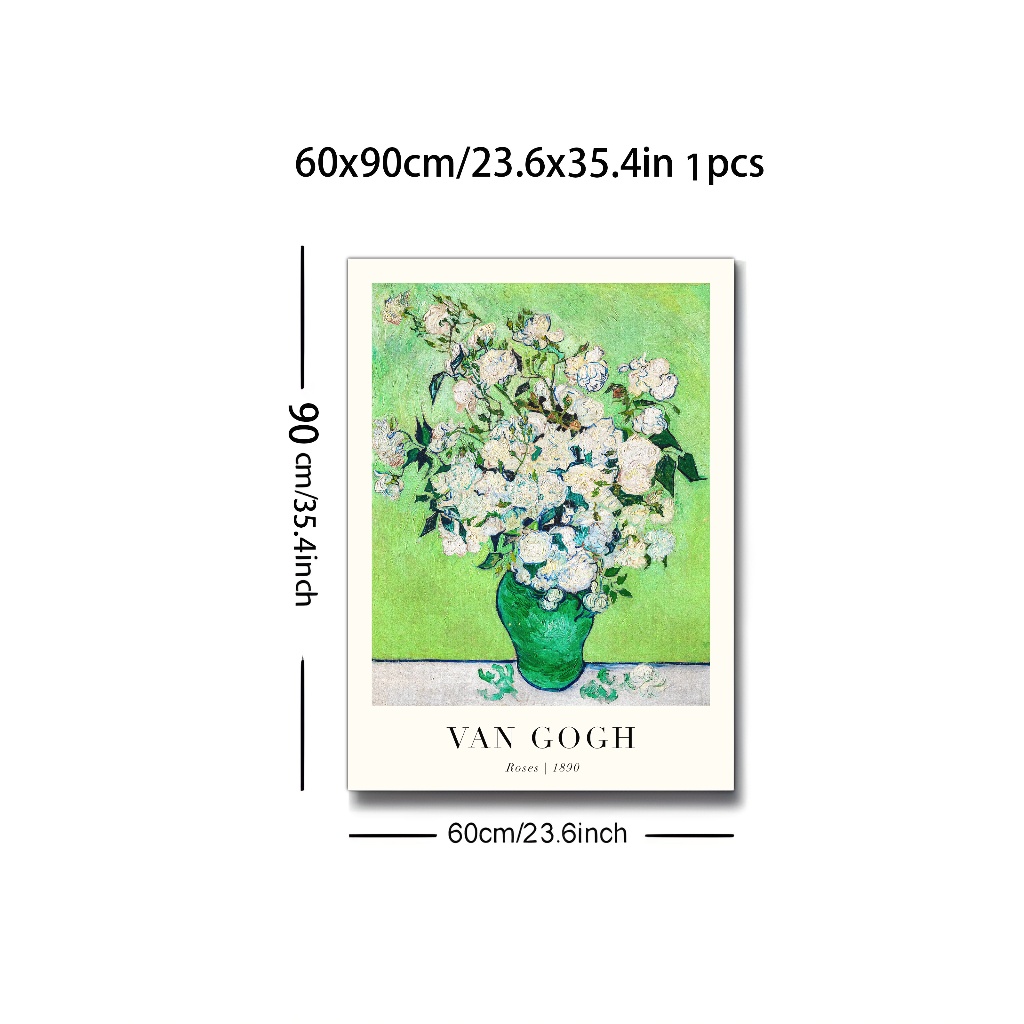 60x90cm/23.6x35.4in 1pcs
90 cm/35.4inch
VAN GOGH
Roses | 1890
60cm/23.6inch